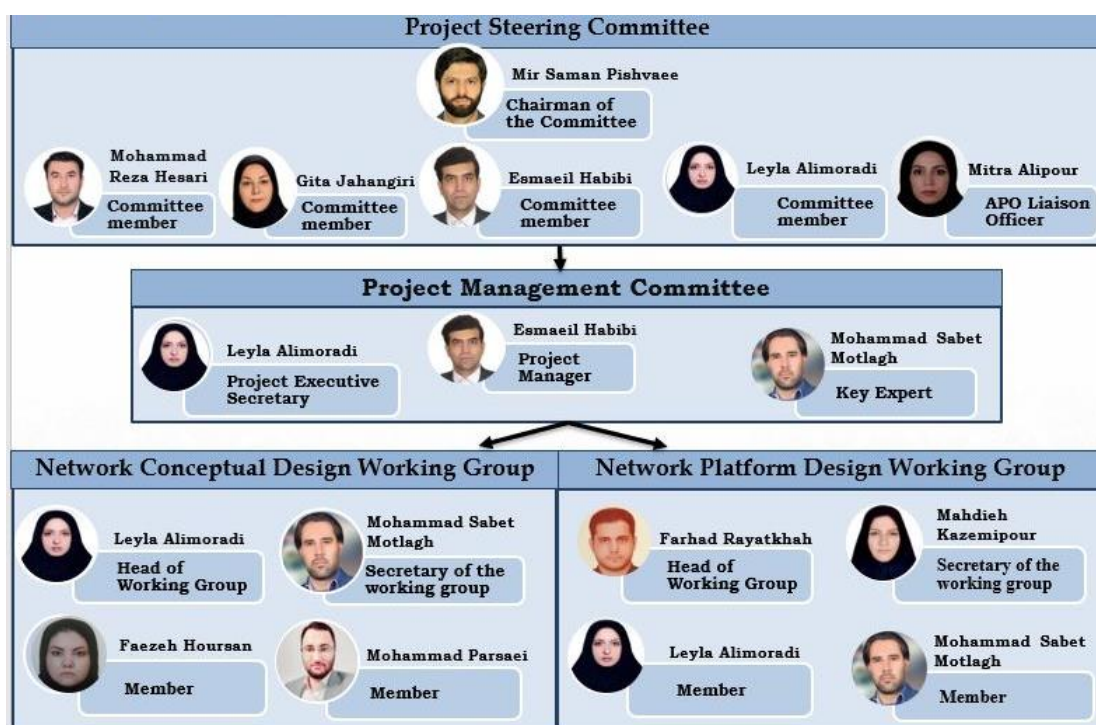 Project Steering Committee
Mir Saman Pishvaee
Chairman of
the Committee
Mohammad
Reza Hesari
Committee
member
Gita Jahangiri
Committee
member
Esmaeil Habibi
Committee
member
Leyla Alimoradi
Committee
member
Mitra Alipour
APO Liaison
Officer
Project Management Committee
Leyla Alimoradi
Project Executive
Secretary
Esmaeil Habibi
Project
Manager
Mohammad Sabet
Motlagh
Key Expert
Network Conceptual Design Working Group
Leyla Alimoradi
Head of
Working Group
Mohammad Sabet
Motlagh
Secretary of the
working group
Faezeh Hoursan
Member
Mohammad Parsaei
Member
Network Platform Design Working Group
Farhad Rayatkhah
Head of
Working Group
Mahdieh
Kazemipour
Secretary of the
working group
Leyla Alimoradi
Member
Mohammad Sabet
Motlagh
Member